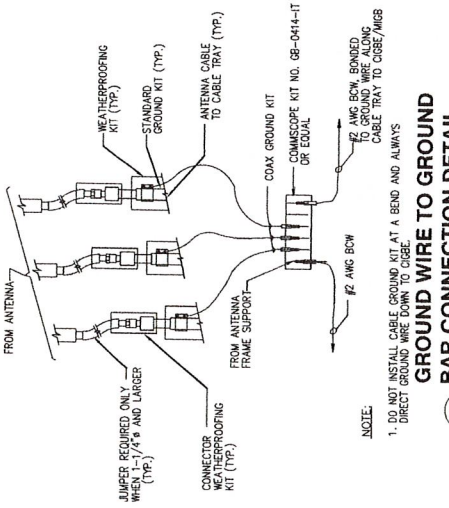 FROM ANTENNA
WEATHERPROOFING
KIT (TYP.)
STANDARD
GROUND KIT (TYP.)
ANTENNA CABLE
TO CABLE TRAY (TYP.)
JUMPER REQUIRED ONLY
WHEN 1-1/4"ø AND LARGER
(TYP.)
CONNECTOR
WEATHERPROOFING
KIT (TYP.)
FROM ANTENNA
FRAME SUPPORT
COAX GROUND KIT
COMMSCOPE KIT NO. GB-0414-IT
OR EQUAL
#2 AWG BCW
#2 AWG BCW, BONDED
TO GROUND WIRE ALONG
CABLE TRAY TO CIGBE/MIGB
NOTE:
1. DO NOT INSTALL CABLE GROUND KIT AT A BEND AND ALWAYS
DIRECT GROUND WIRE DOWN TO CIGBE.
GROUND WIRE TO GROUND
BAR CONNECTION DETAIL